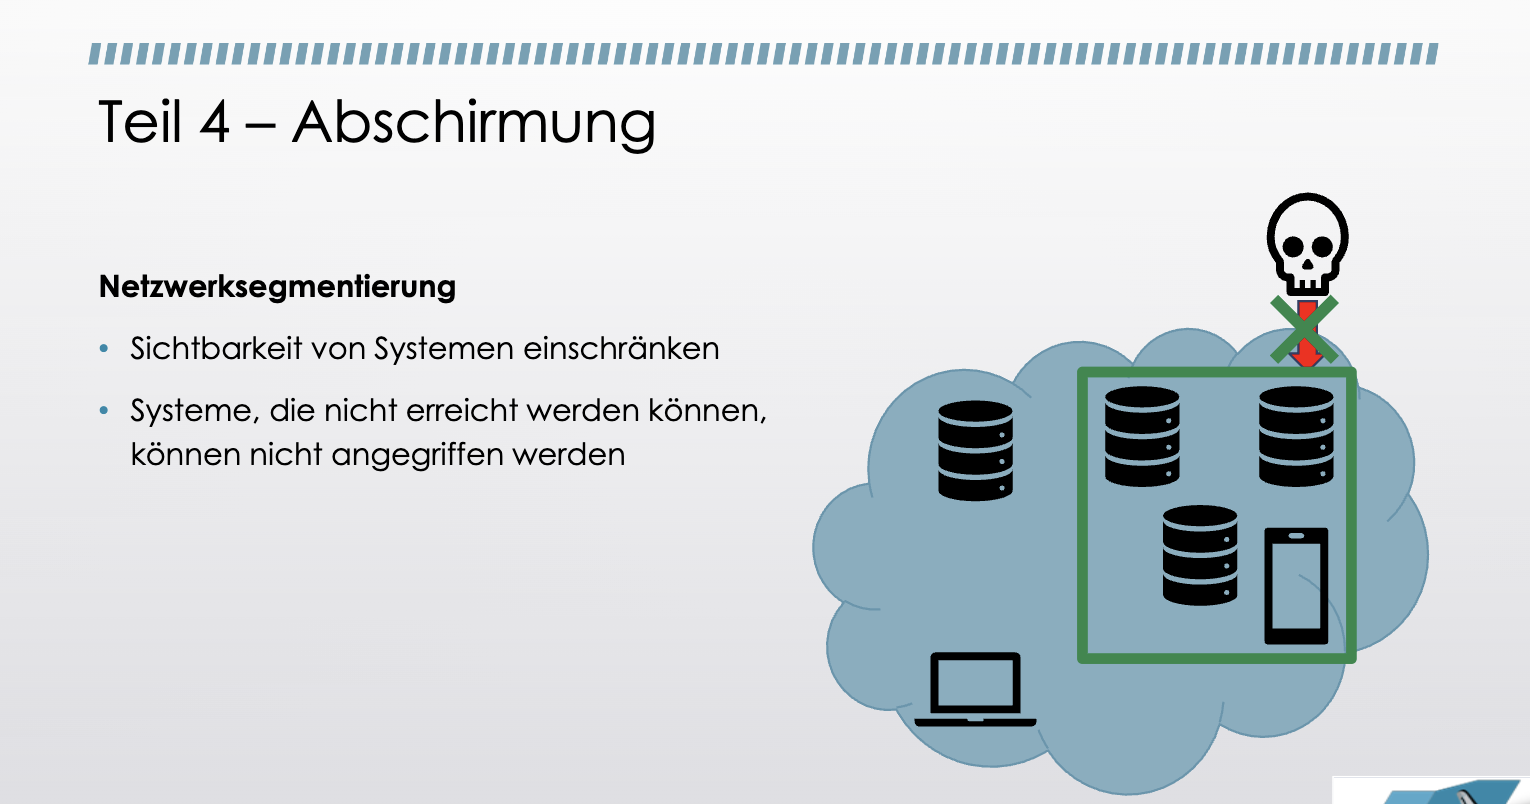 Teil 4 – Abschirmung
Netzwerksegmentierung
• Sichtbarkeit von Systemen einschränken
• Systeme, die nicht erreicht werden können,
können nicht angegriffen werden